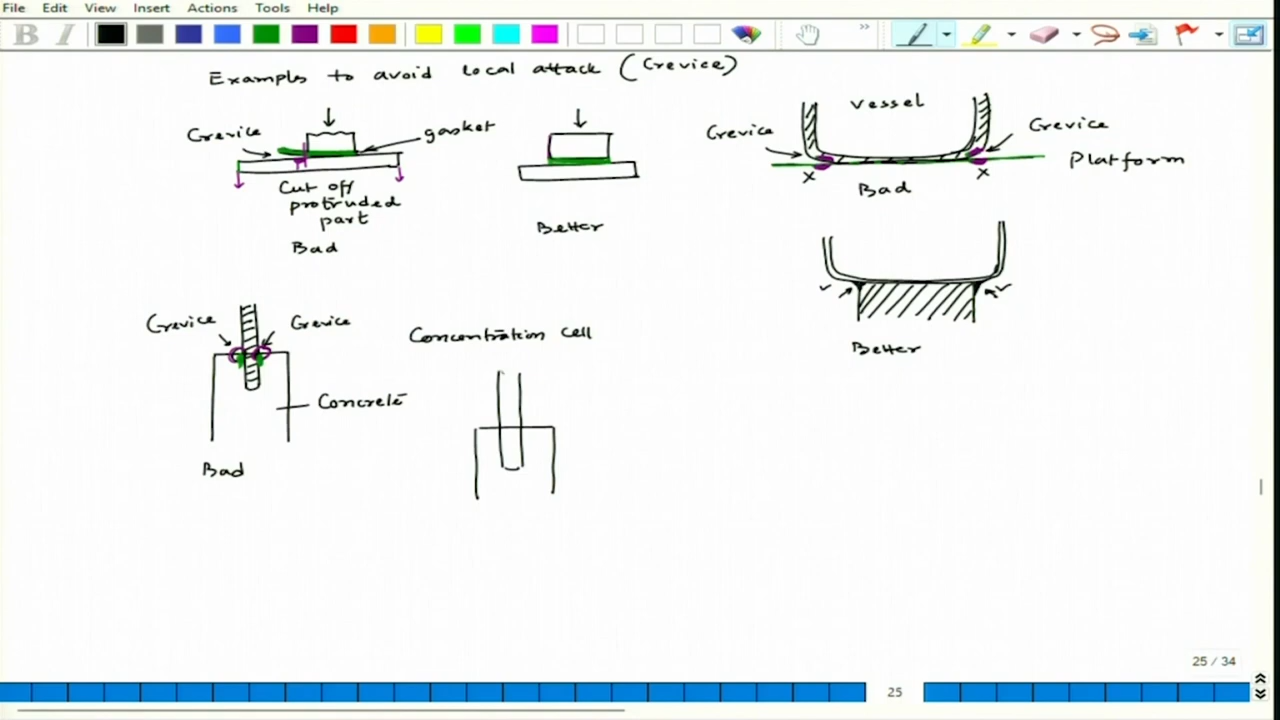 File Edit View Insert Actions Tools Help
B I
Examples to avoid local attack (Crevice)
Crevice
gasket
Cut off
protruded
part
Bad
Better
Vessel
Crevice
Crevice
Platform
x x
Bad
Better
Crevice
Crevice
Concrete
Bad
Concentration cell
25 / 34
25